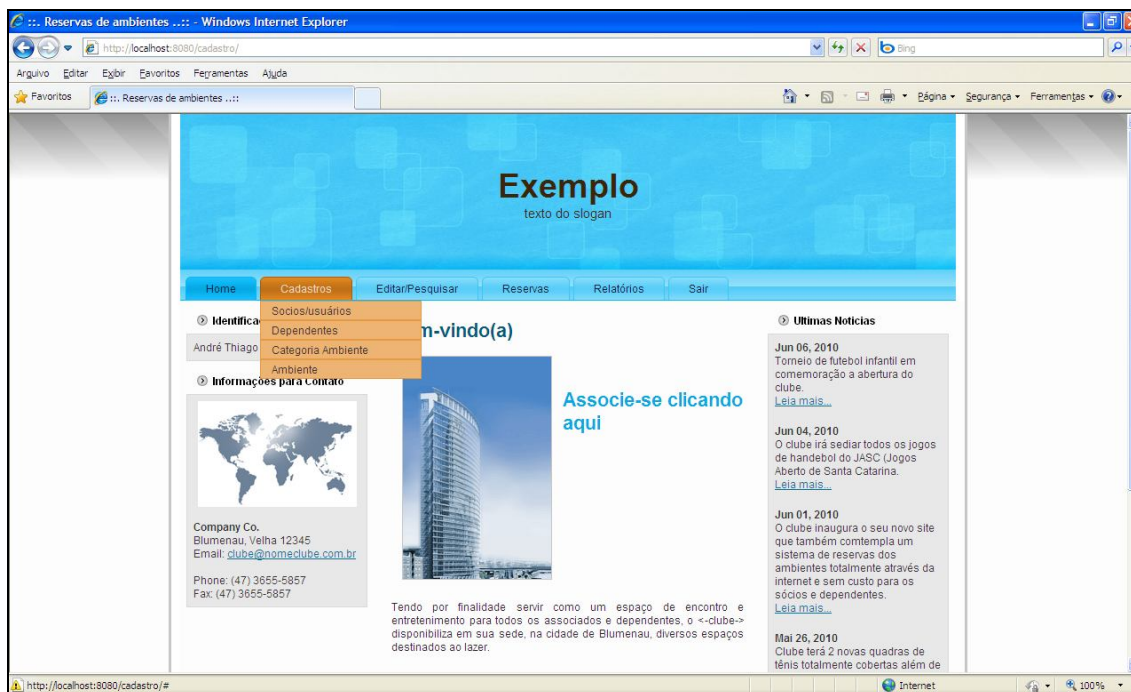 ::. Reservas de ambientes ..:: - Windows Internet Explorer
http://localhost:8080/cadastro/
Bing
Arquivo Editar Exibir Favoritos Ferramentas Ajuda
Favoritos
::. Reservas de ambientes ..::
Página Segurança Ferramentas
Exemplo
texto do slogan
Home Cadastros Editar/Pesquisar Reservas Relatórios Sair
Socios/usuários
Dependentes
Categoria Ambiente
Ambiente
André Thiago
Informações para Contato
Company Co.
Blumenau, Velha 12345
Email: clube@nomeclube.com.br
Phone: (47) 3655-5857
Fax: (47) 3655-5857
m-vindo(a)
Associe-se clicando
aqui
Tendo por finalidade servir como um espaço de encontro e
entretenimento para todos os associados e dependentes, o <-clube->
disponibiliza em sua sede, na cidade de Blumenau, diversos espaços
destinados ao lazer.
Ultimas Noticias
Jun 06, 2010
Torneio de futebol infantil em
comemoração a abertura do
clube.
Leia mais...
Jun 04, 2010
O clube irá sediar todos os jogos
de handebol do JASC (Jogos
Aberto de Santa Catarina.
Leia mais...
Jun 01, 2010
O clube inaugura o seu novo site
que também comtempla um
sistema de reservas dos
ambientes totalmente através da
internet e sem custo para os
sócios e dependentes.
Leia mais...
Mai 26, 2010
Clube terá 2 novas quadras de
tênis totalmente cobertas além de
http://localhost:8080/cadastro/#
Internet
100%